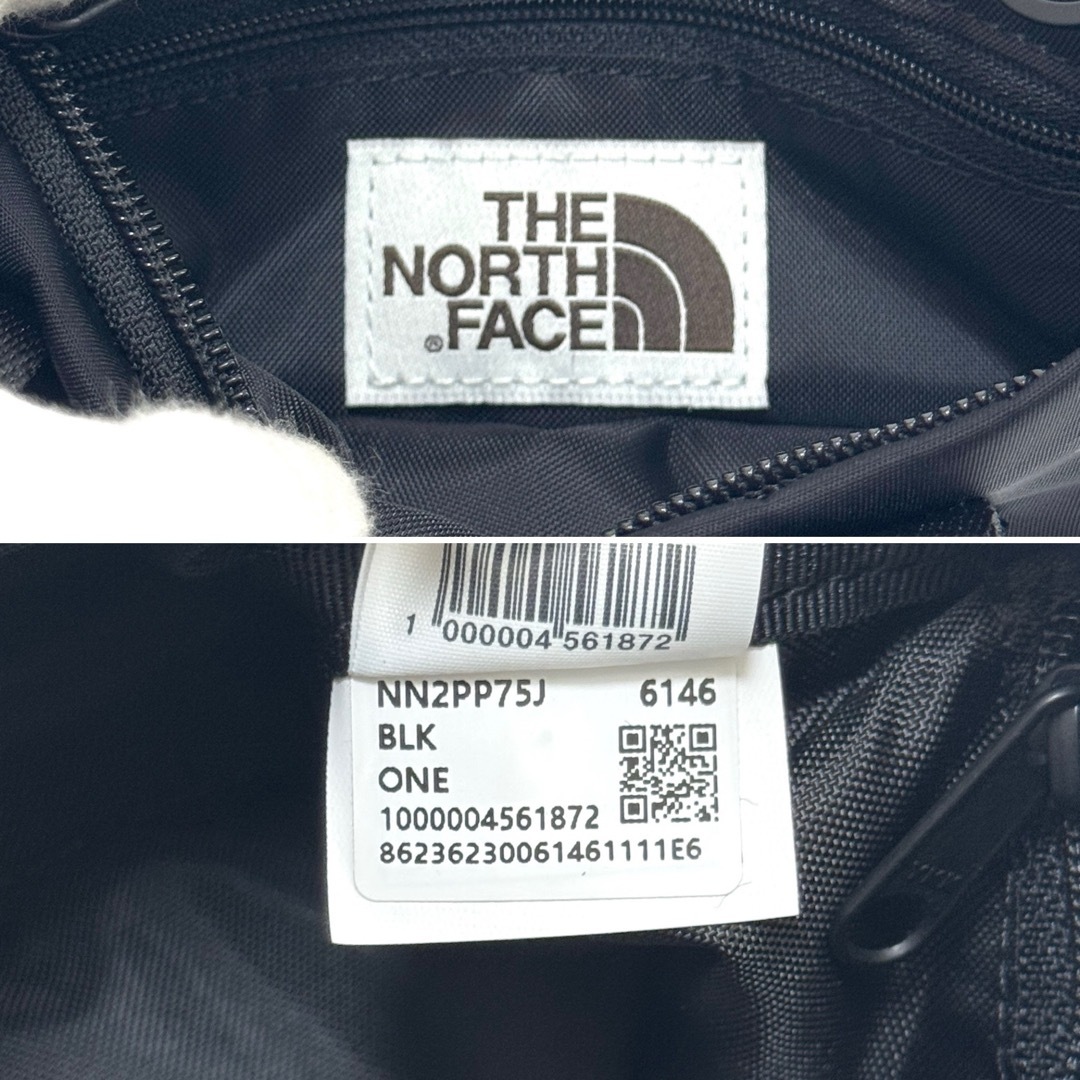 THE
NORTH
FACE
®
1 000004 561872
NN2PP75J 6146
BLK
ONE
1000004561872
86236230061461111E6